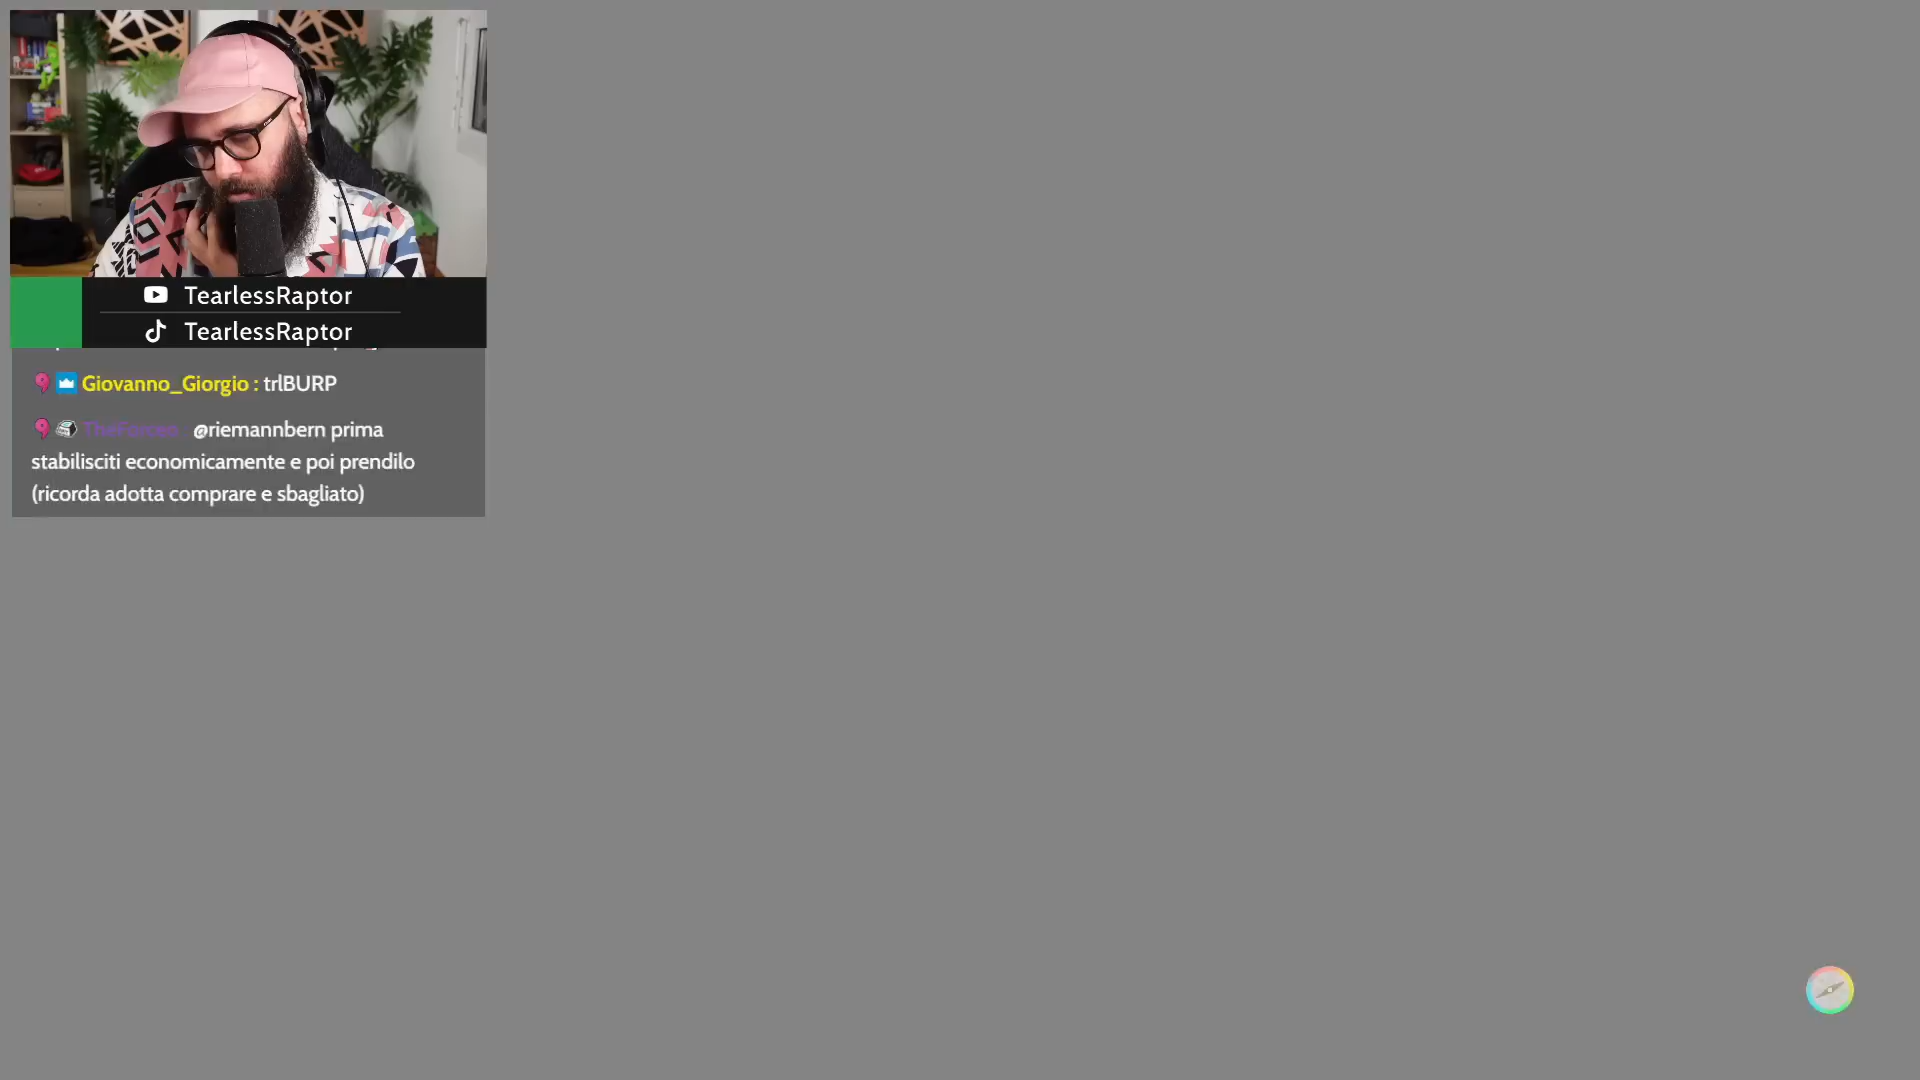 TearlessRaptor
TearlessRaptor
Giovanno_Giorgio : trlBURP
@riemannbern prima
stabilisciti economicamente e poi prendilo
(ricorda adotta comprare e sbagliato)